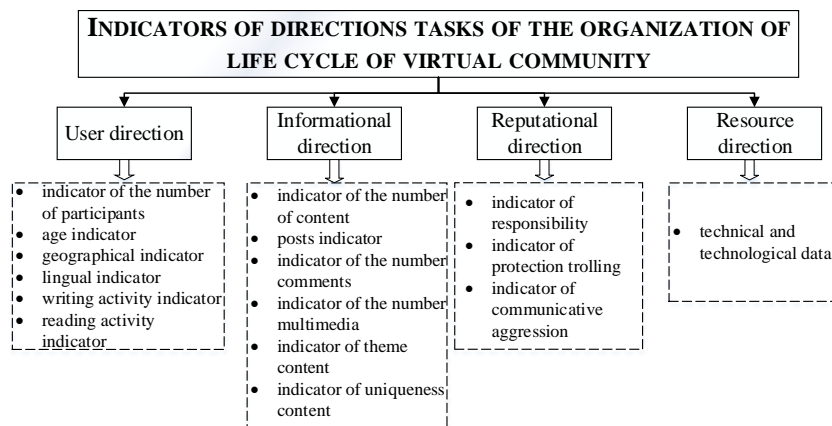 INDICATORS OF DIRECTIONS TASKS OF THE ORGANIZATION OF
LIFE CYCLE OF VIRTUAL COMMUNITY
User direction
Informational
direction
Reputational
direction
Resource
direction
• indicator of the number
of participants
• age indicator
• geographical indicator
• lingual indicator
• writing activity indicator
• reading activity
indicator
• indicator of the number
of content
• posts indicator
• indicator of the number
comments
• indicator of the number
multimedia
• indicator of theme
content
• indicator of uniqueness
content
• indicator of
responsibility
• indicator of
protection trolling
• indicator of
communicative
aggression
• technical and
technological data